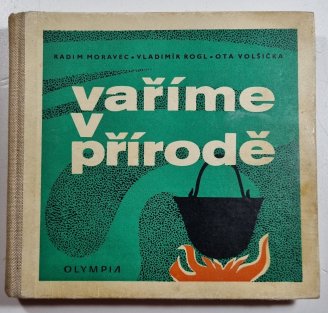 RADIM MORAVEC • VLADIMÍR ROGL • OTA VOLŠIČKA
vaříme
v
přírodě
OLYMPIA